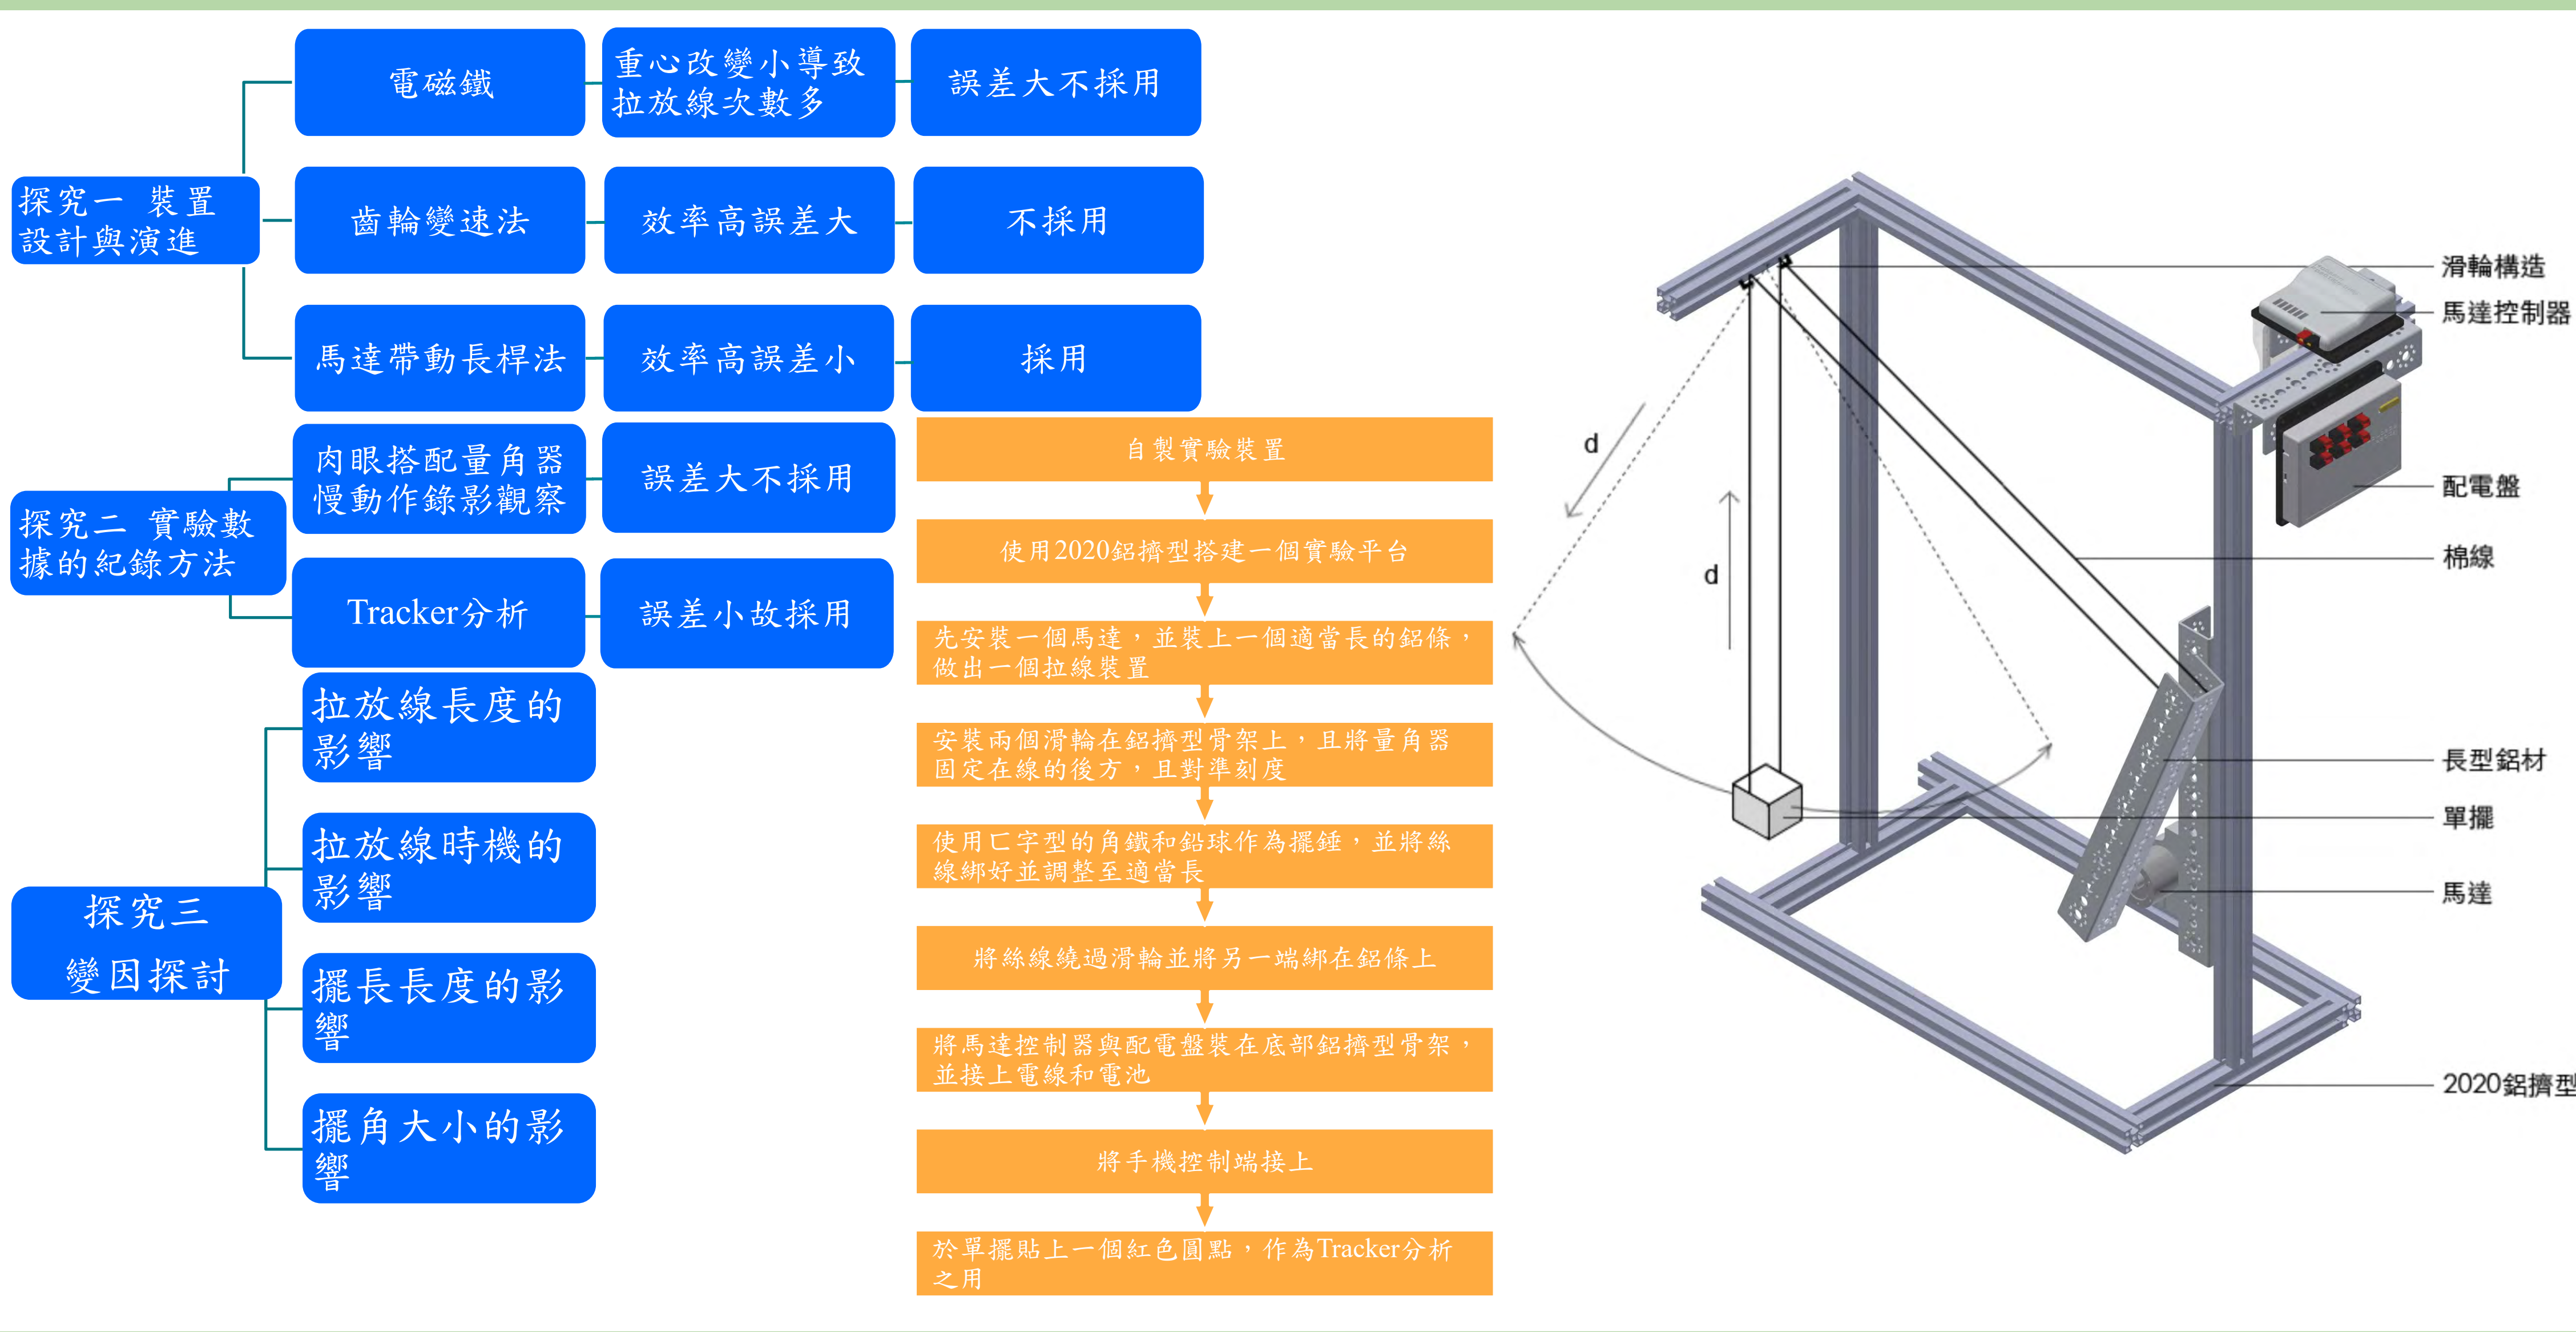 電磁鐵
重心改變小導致
拉放線次數多
誤差大不採用
探究一 裝置
設計與演進
齒輪變速法
效率高誤差大
不採用
馬達帶動長桿法
效率高誤差小
採用
探究二 實驗數
據的紀錄方法
肉眼搭配量角器
慢動作錄影觀察
誤差大不採用
Tracker分析
誤差小故採用
探究三
變因探討
拉放線長度的
影響
拉放線時機的
影響
擺長長度的影
響
擺角大小的影
響
自製實驗裝置
使用2020鋁擠型搭建一個實驗平台
先安裝一個馬達，並裝上一個適當長的鋁條，
做出一個拉線裝置
安裝兩個滑輪在鋁擠型骨架上，且將量角器
固定在線的後方，且對準刻度
使用匸字型的角鐵和鉛球作為擺錘，並將絲
線綁好並調整至適當長
將絲線繞過滑輪並將另一端綁在鋁條上
將馬達控制器與配電盤裝在底部鋁擠型骨架，
並接上電線和電池
將手機控制端接上
於單擺貼上一個紅色圓點，作為Tracker分析
之用
d
d
滑輪構造
馬達控制器
配電盤
棉線
長型鋁材
單擺
馬達
2020鋁擠型